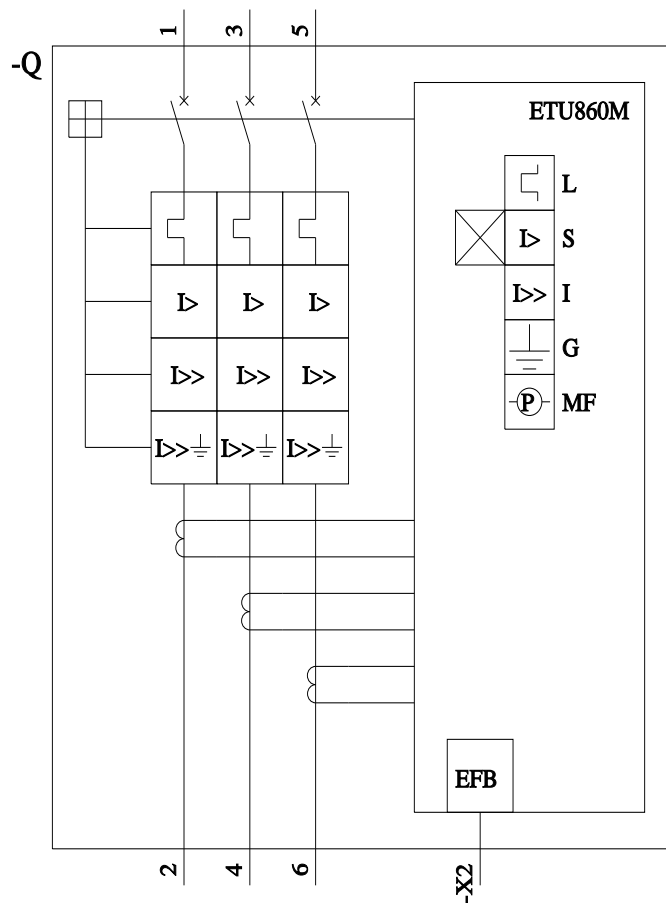 1 3 5
-Q
ETU860M
L
I> S
I> I> I>
I>> I
G
I>> I>> I>>
P MF
I>> I>> I>>
EFB
2 4 6 -X2